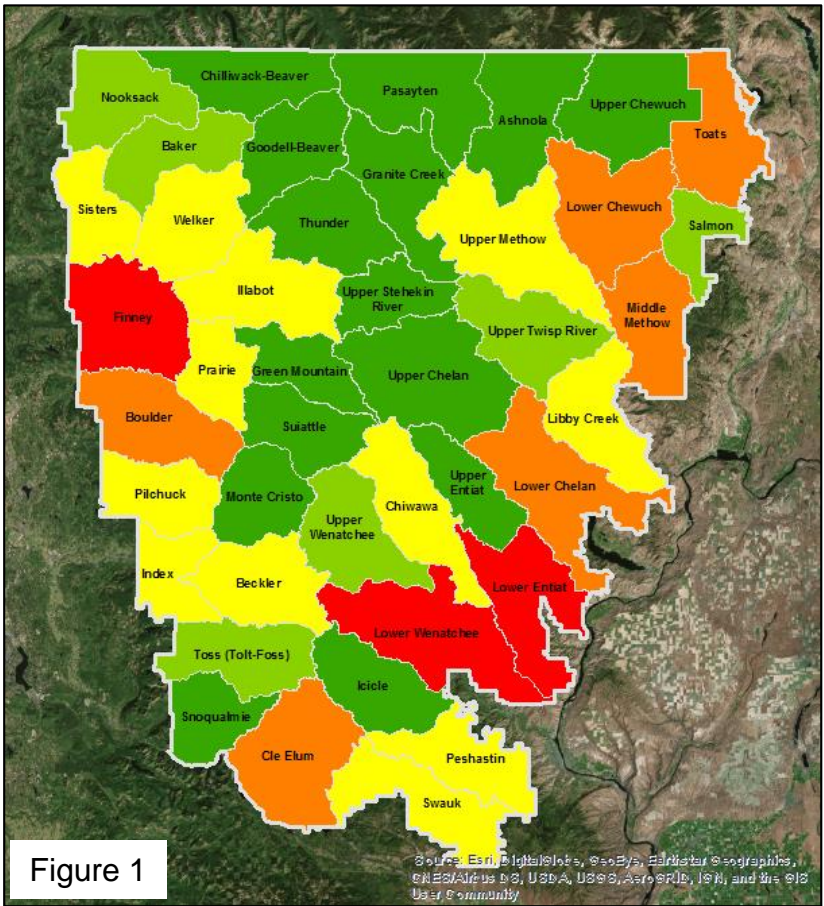 Chilliwack-Beaver
Pasayten
Nooksack
Upper Chewuch
Ashnola
Toats
Baker
Goodell-Beaver
Granite Creek
Lower Chewuch
Sisters
Welker
Thunder
Salmon
Upper Methow
Illabot
Upper Stehekin
River
Finney
Middle
Methow
Upper Twisp River
Prairie
Green Mountain
Upper Chelan
Boulder
Libby Creek
Suiattle
Upper
Entiat
Lower Chelan
Pilchuck
Monte Cristo
Chiwawa
Upper
Wenatchee
Index
Beckler
Lower Entiat
Lower Wenatchee
Toss (Tolt-Foss)
Icicle
Snoqualmie
Cle Elum
Peshastin
Swauk
Figure 1
Source: Esri, DigitalGlobe, GeoEye, Earthstar Geographics,
CNES/Airbus DS, USDA, USGS, AeroGRID, IGN, and the GIS
User Community